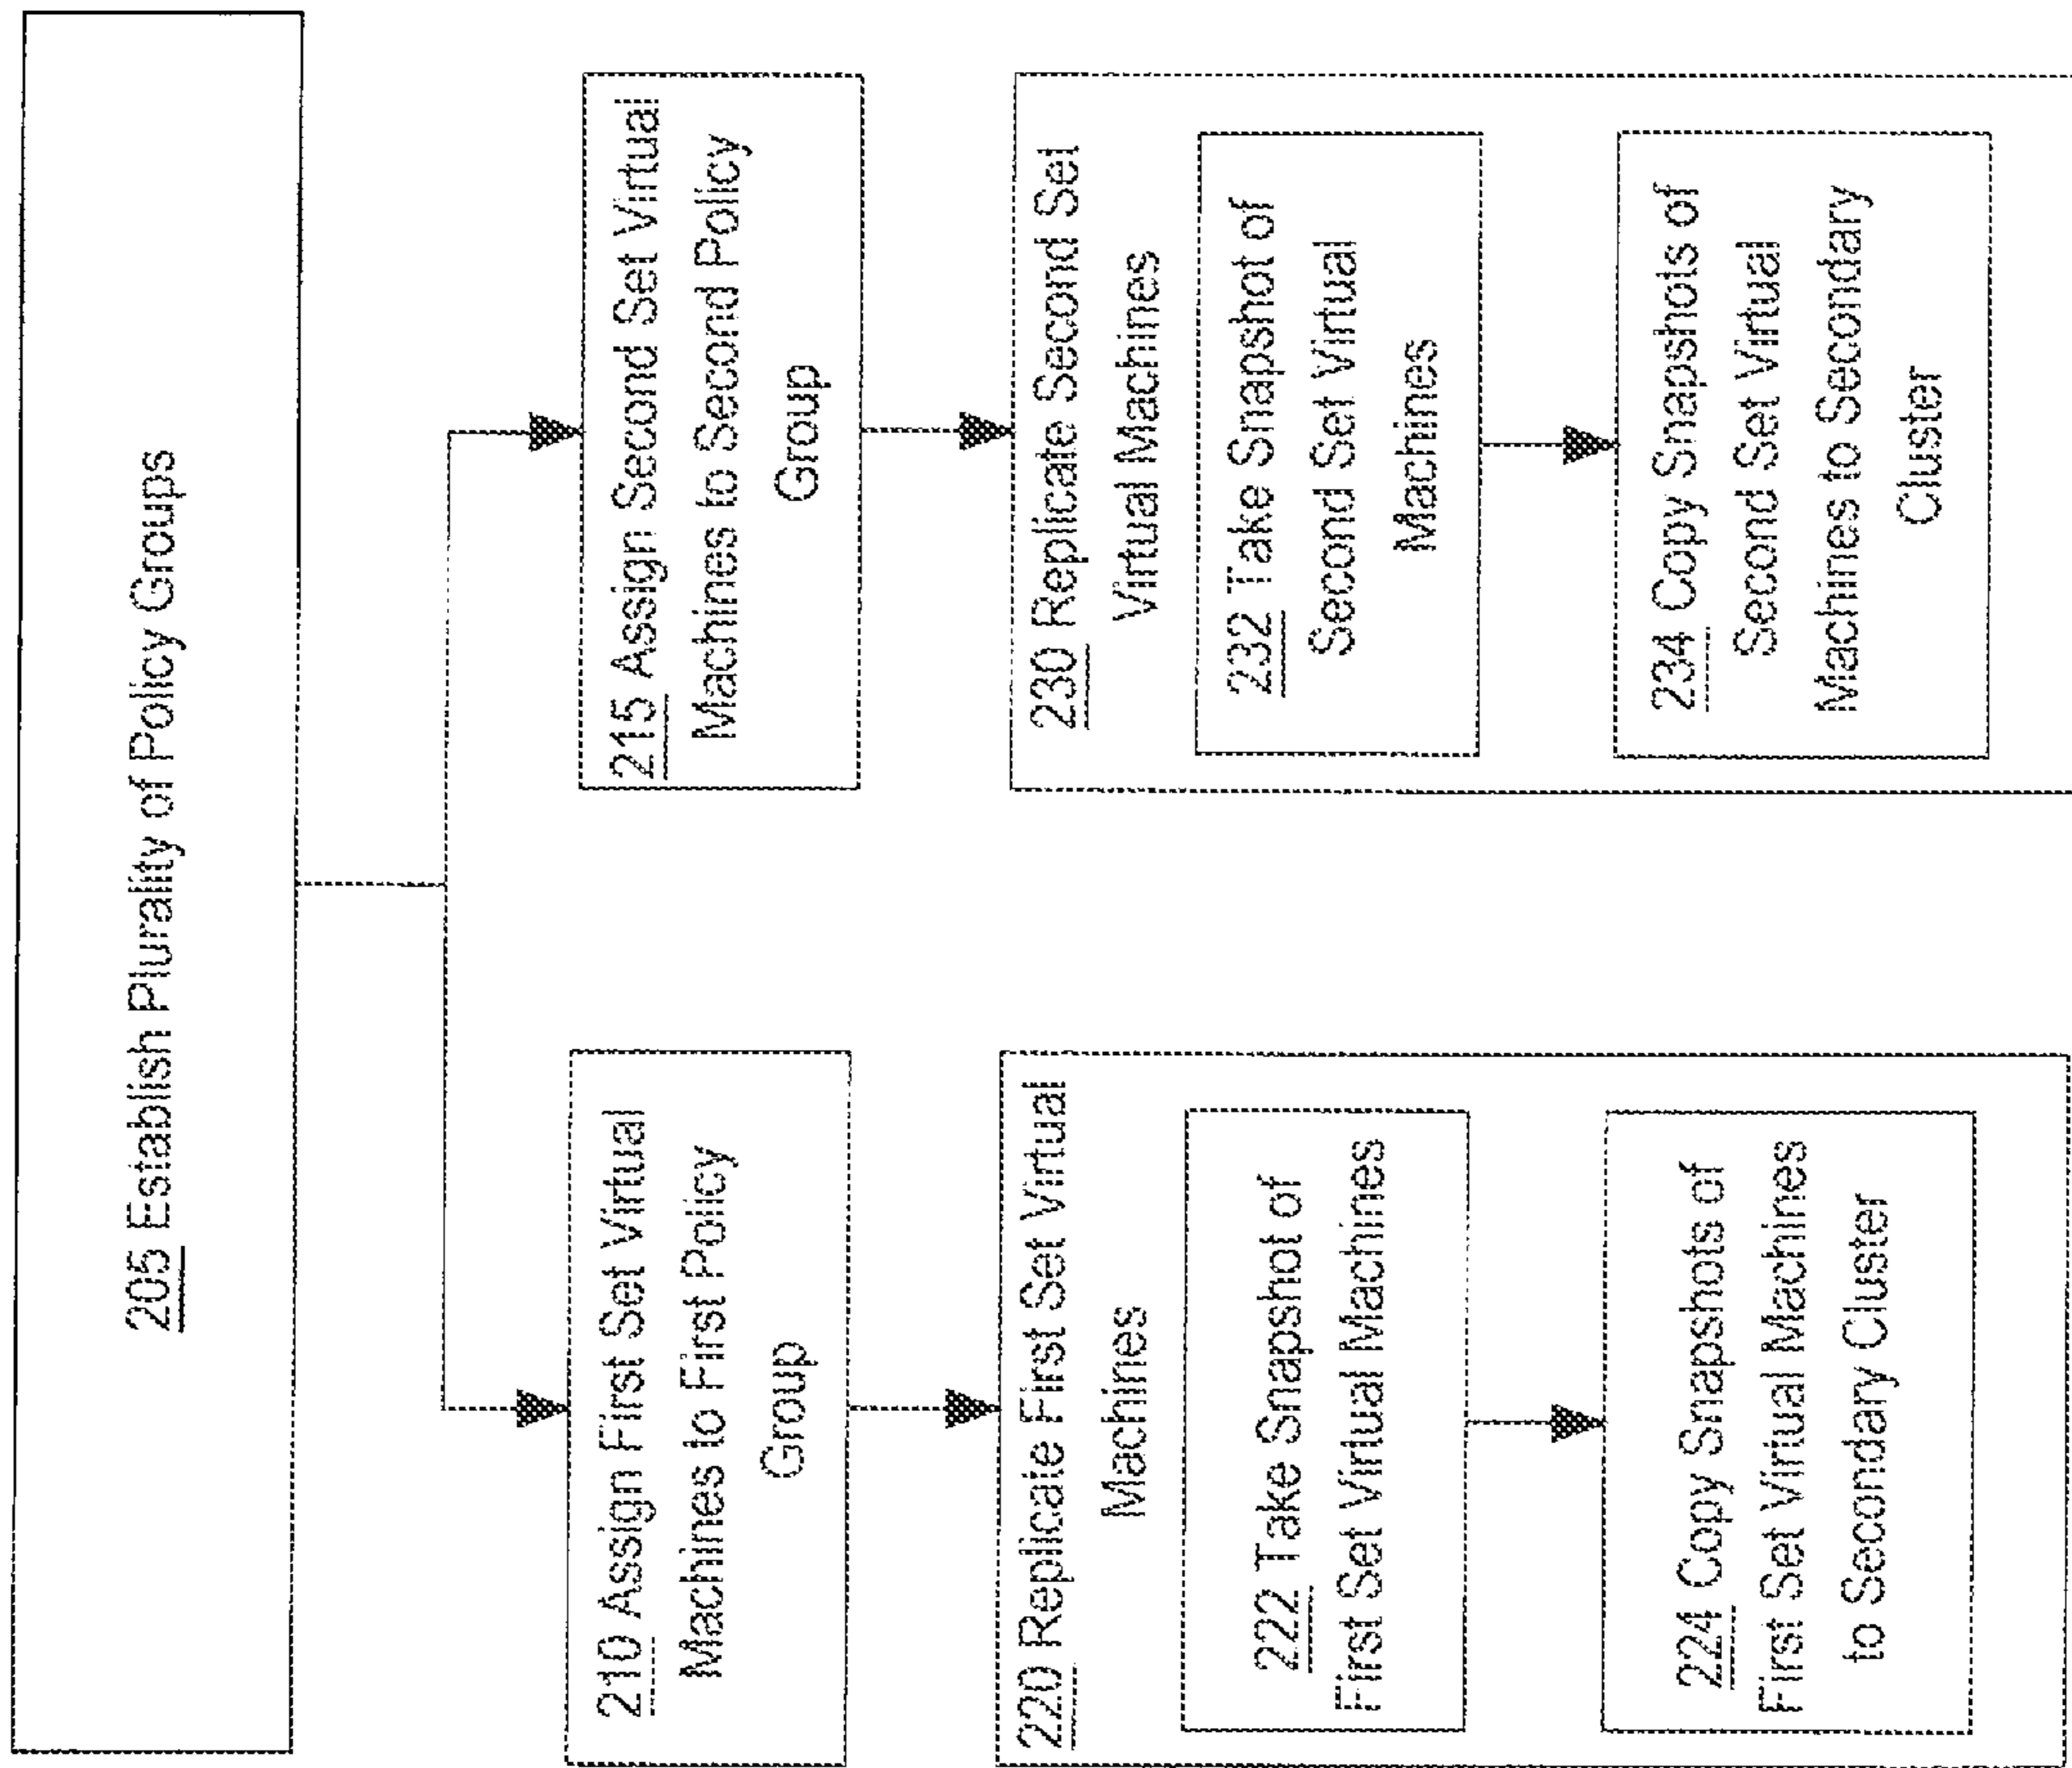 205 Establish Plurality of Policy Groups
210 Assign First Set Virtual
Machines to First Policy
Group
220 Replicate First Set Virtual
Machines
222 Take Snapshot of
First Set Virtual Machines
224 Copy Snapshots of
First Set Virtual Machines
to Secondary Cluster
215 Assign Second Set Virtual
Machines to Second Policy
Group
230 Replicate Second Set
Virtual Machines
232 Take Snapshot of
Second Set Virtual
Machines
234 Copy Snapshots of
Second Set Virtual
Machines to Secondary
Cluster